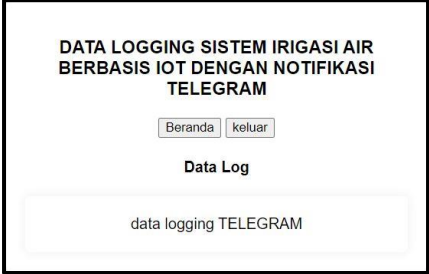 DATA LOGGING SISTEM IRIGASI AIR
BERBASIS IOT DENGAN NOTIFIKASI
TELEGRAM
Beranda keluar
Data Log
data logging TELEGRAM